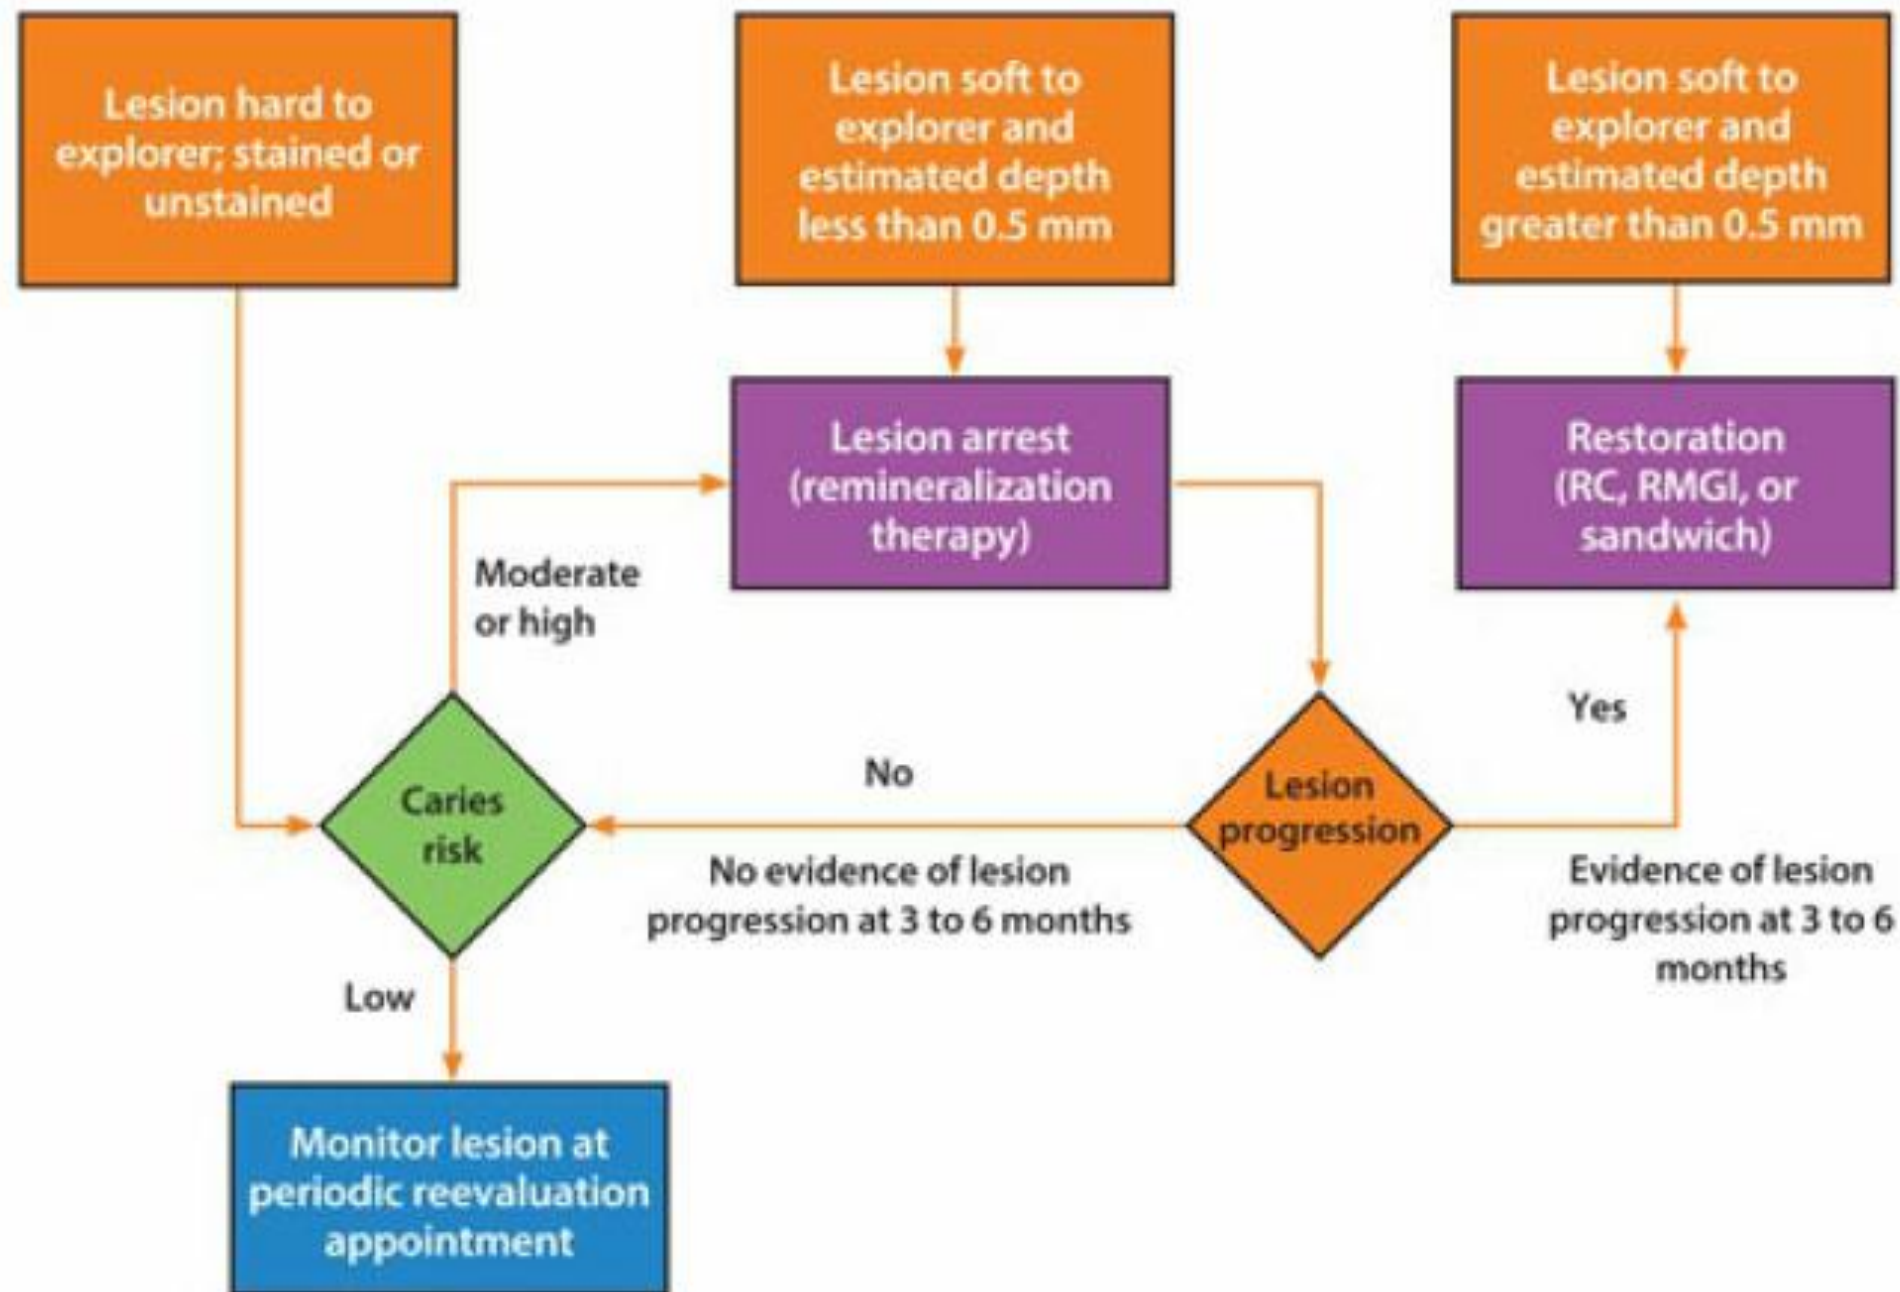 Lesion hard to
explorer; stained or
unstained
Lesion soft to
explorer and
estimated depth
less than 0.5 mm
Lesion soft to
explorer and
estimated depth
greater than 0.5 mm
Lesion arrest
(remineralization
therapy)
Restoration
(RC, RMGI, or
sandwich)
Moderate
or high
Yes
No
Caries
risk
Lesion
progression
No evidence of lesion
progression at 3 to 6 months
Evidence of lesion
progression at 3 to 6
months
Low
Monitor lesion at
periodic reevaluation
appointment